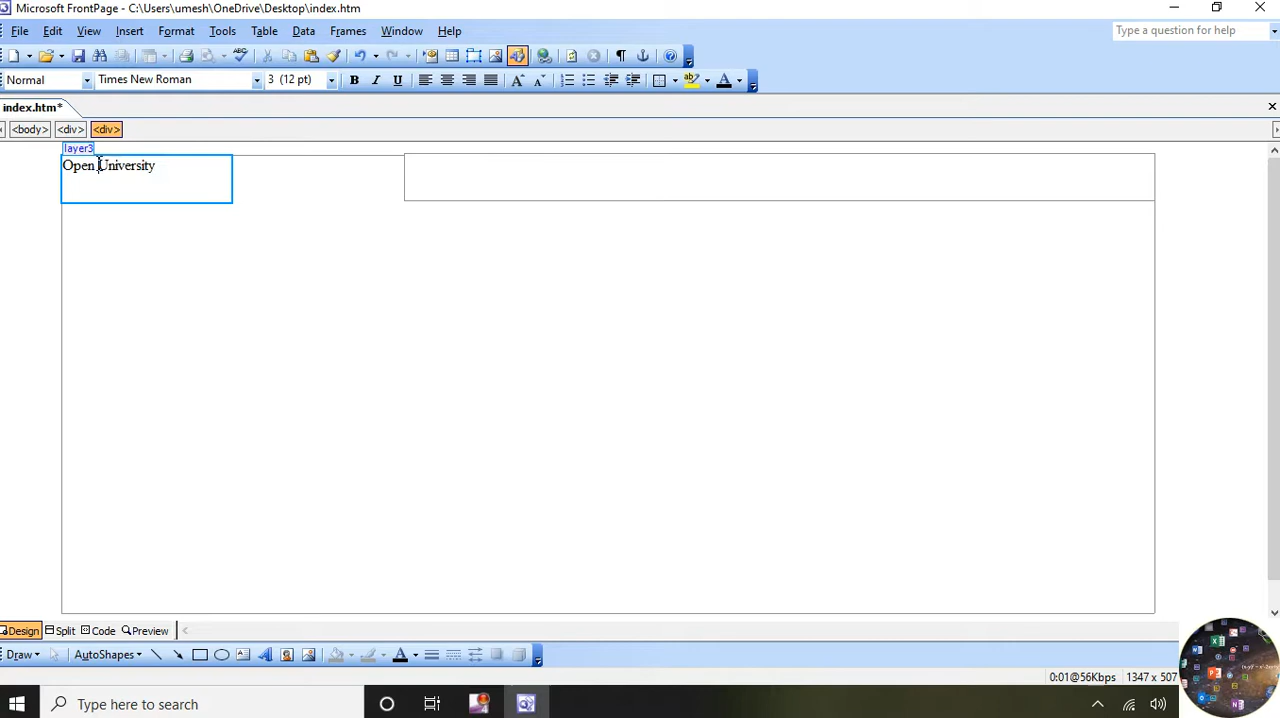 Microsoft FrontPage - C:\Users\umesh\OneDrive\Desktop\index.htm
File Edit View Insert Format Tools Data Frames Window Help
Type a question for help
Normal Times New Roman 3 (12 pt) B I U A A A
index.htm*
<body> <div> <div>
layer3
Open University
Design Split Code Preview
Draw AutoShapes A
0:01@56Kbps 1347 x 507
Type here to search